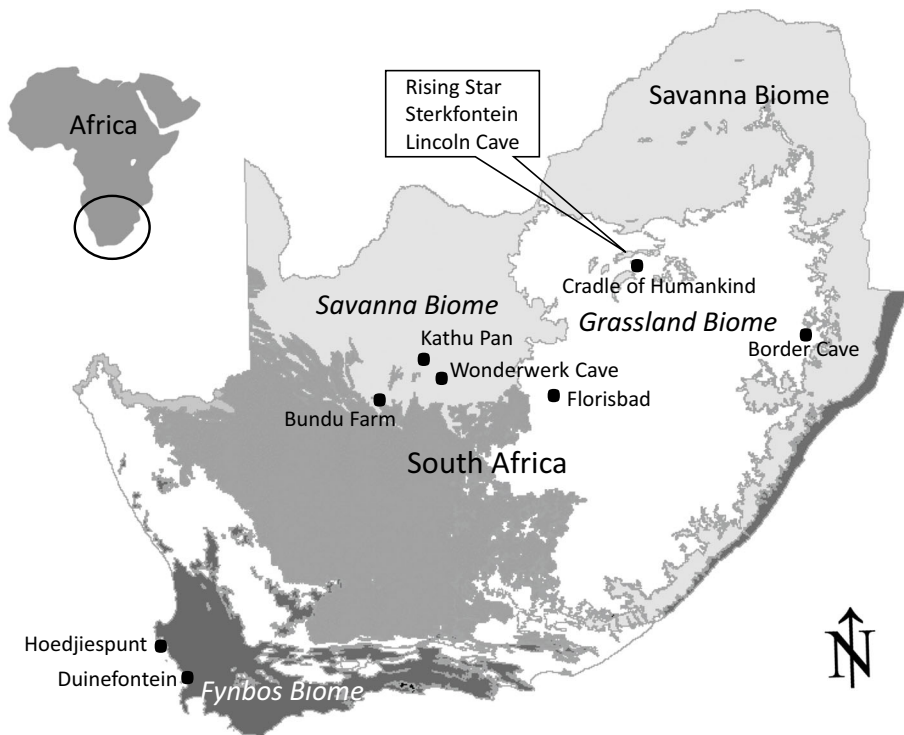 Africa
Rising Star
Sterkfontein
Lincoln Cave
Savanna Biome
Cradle of Humankind
Savanna Biome
Grassland Biome
Kathu Pan
Border Cave
Wonderwerk Cave
Bundu Farm
Florisbad
South Africa
Hoedjiespunt
Duinefontein
Fynbos Biome
N